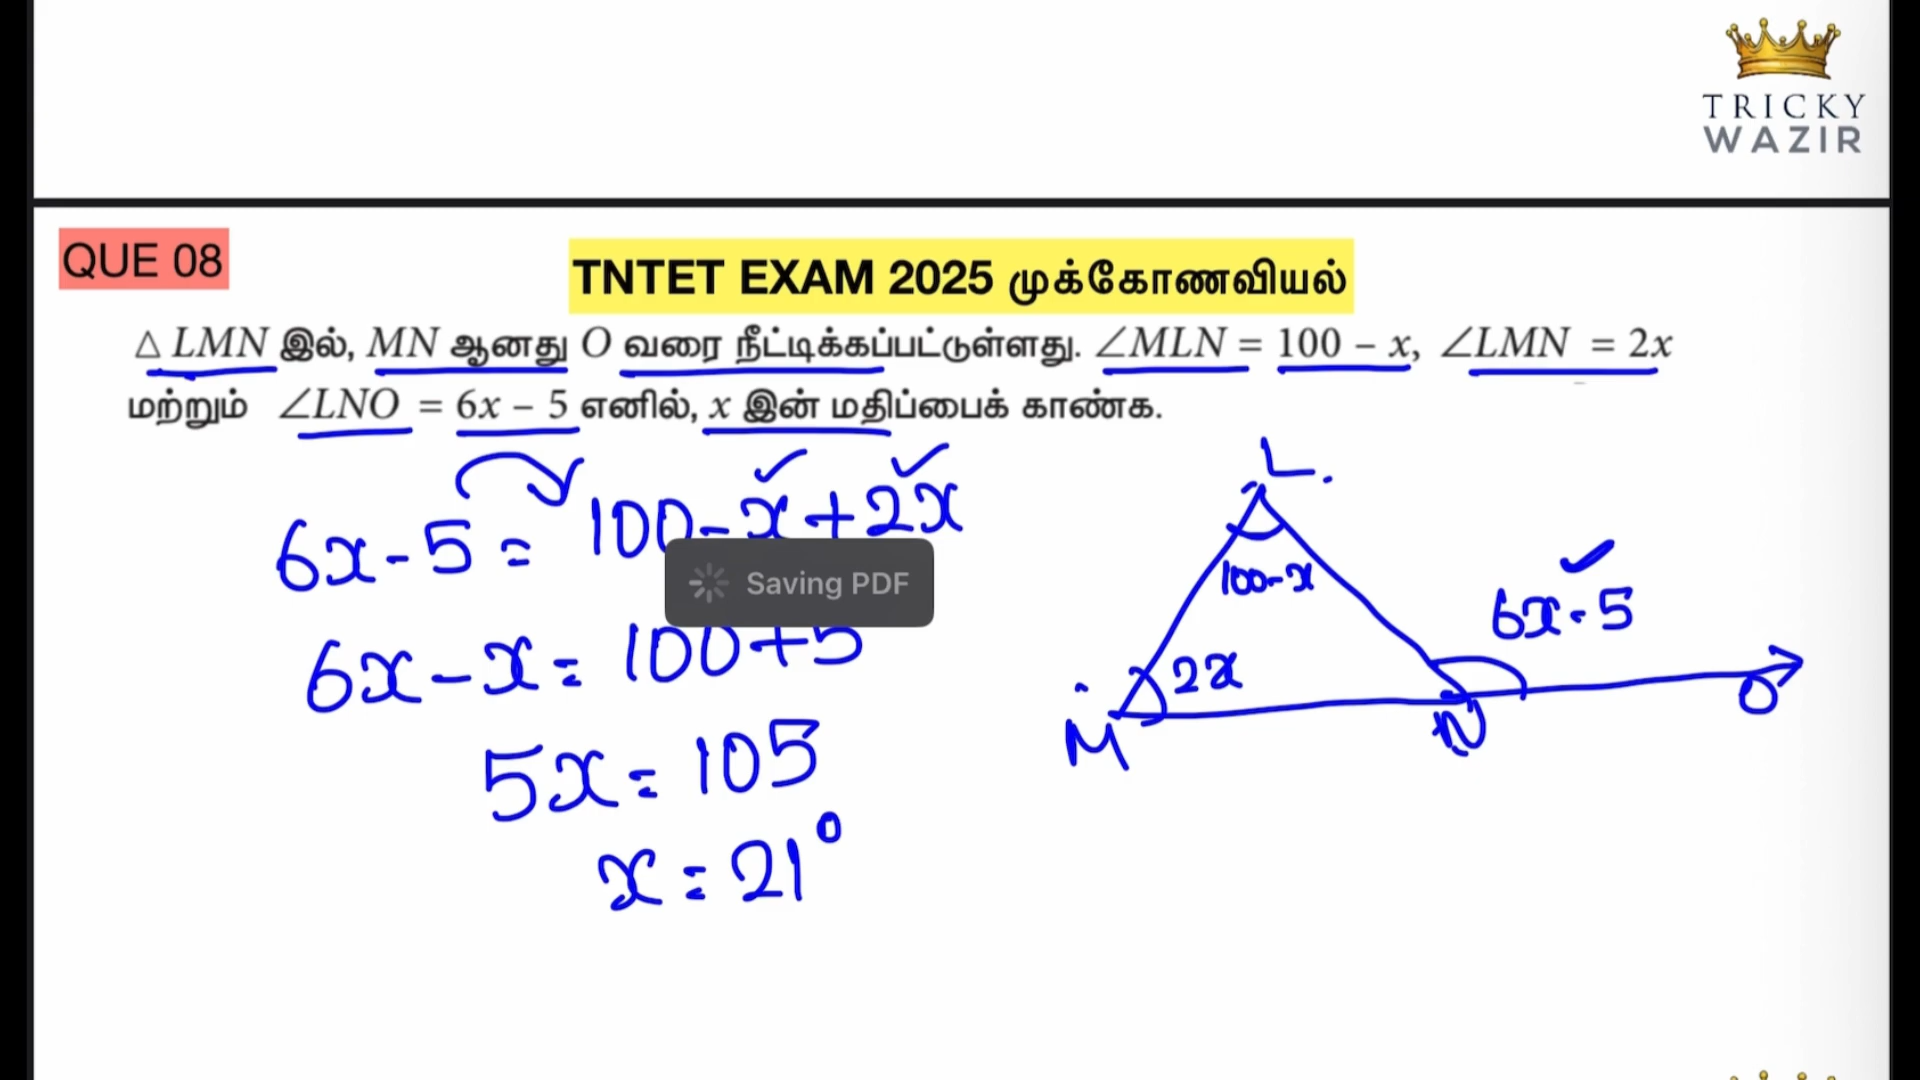 TRICKY
WAZIR
QUE 08
TNTET EXAM 2025 முக்கோணவியல்
△ LMN இல், MN ஆனது O வரை நீட்டிக்கப்பட்டுள்ளது. ∠MLN = 100 – x, ∠LMN = 2x
மற்றும் ∠LNO = 6x – 5 எனில், x இன் மதிப்பைக் காண்க.
6x-5 = 100-x+2x
Saving PDF
6x-x = 100+5
5x = 105
x = 21°
L
100-x
6x-5
2x
M
N
O